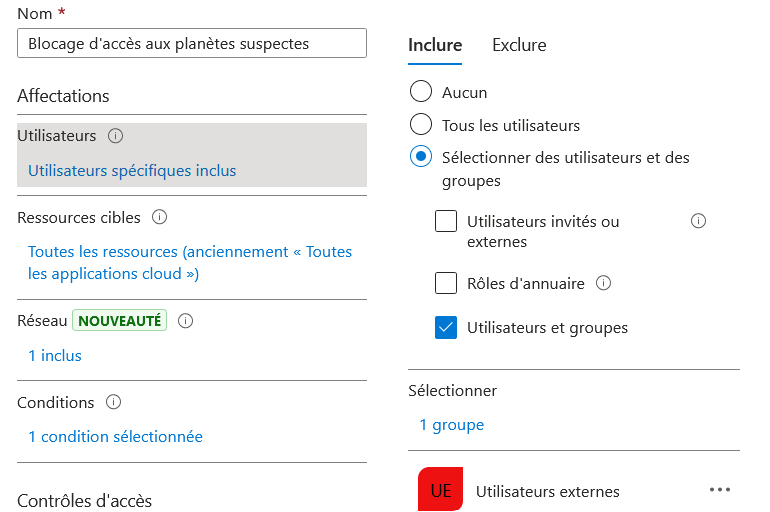 Nom *
Blocage d'accès aux planètes suspectes
Affectations
Utilisateurs
Utilisateurs spécifiques inclus
Ressources cibles
Toutes les ressources (anciennement « Toutes
les applications cloud »)
Réseau NOUVEAUTÉ
1 inclus
Conditions
1 condition sélectionnée
Contrôles d'accès
Inclure Exclure
Aucun
Tous les utilisateurs
Sélectionner des utilisateurs et des
groupes
Utilisateurs invités ou
externes
Rôles d'annuaire
Utilisateurs et groupes
Sélectionner
1 groupe
UE Utilisateurs externes